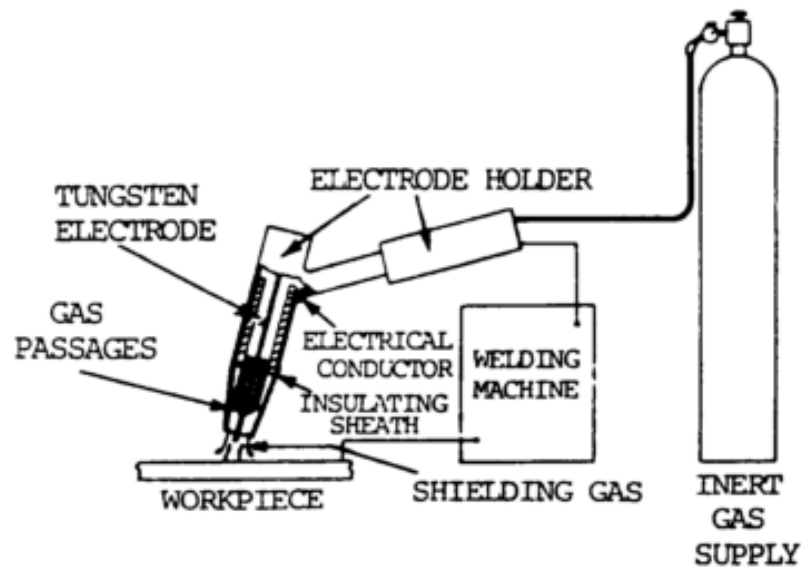 ELECTRODE HOLDER
TUNGSTEN
ELECTRODE
GAS
PASSAGES
ELECTRICAL
CONDUCTOR
INSULATING
SHEATH
WELDING
MACHINE
WORKPIECE
SHIELDING GAS
INERT
GAS
SUPPLY